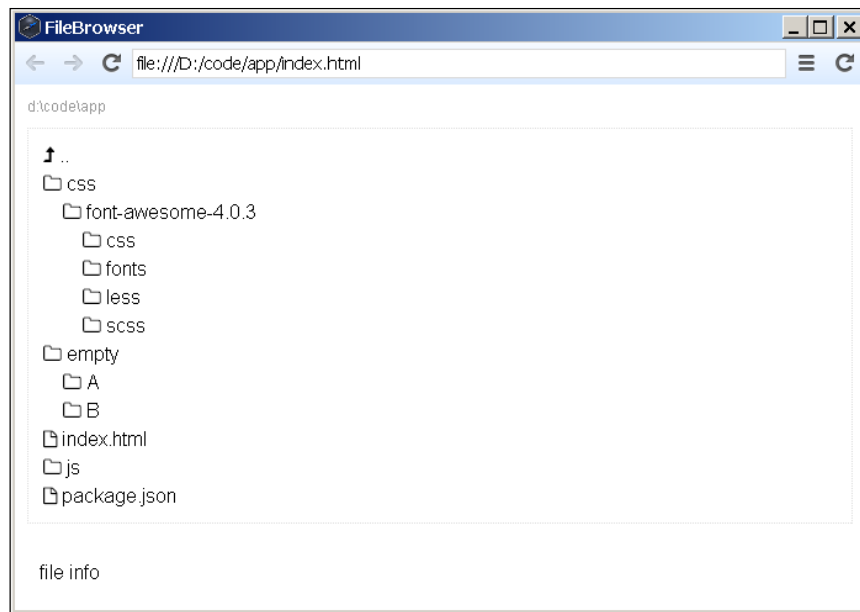 FileBrowser
file:///D:/code/app/index.html
d:\code\app
..
css
font-awesome-4.0.3
css
fonts
less
scss
empty
A
B
index.html
js
package.json
file info